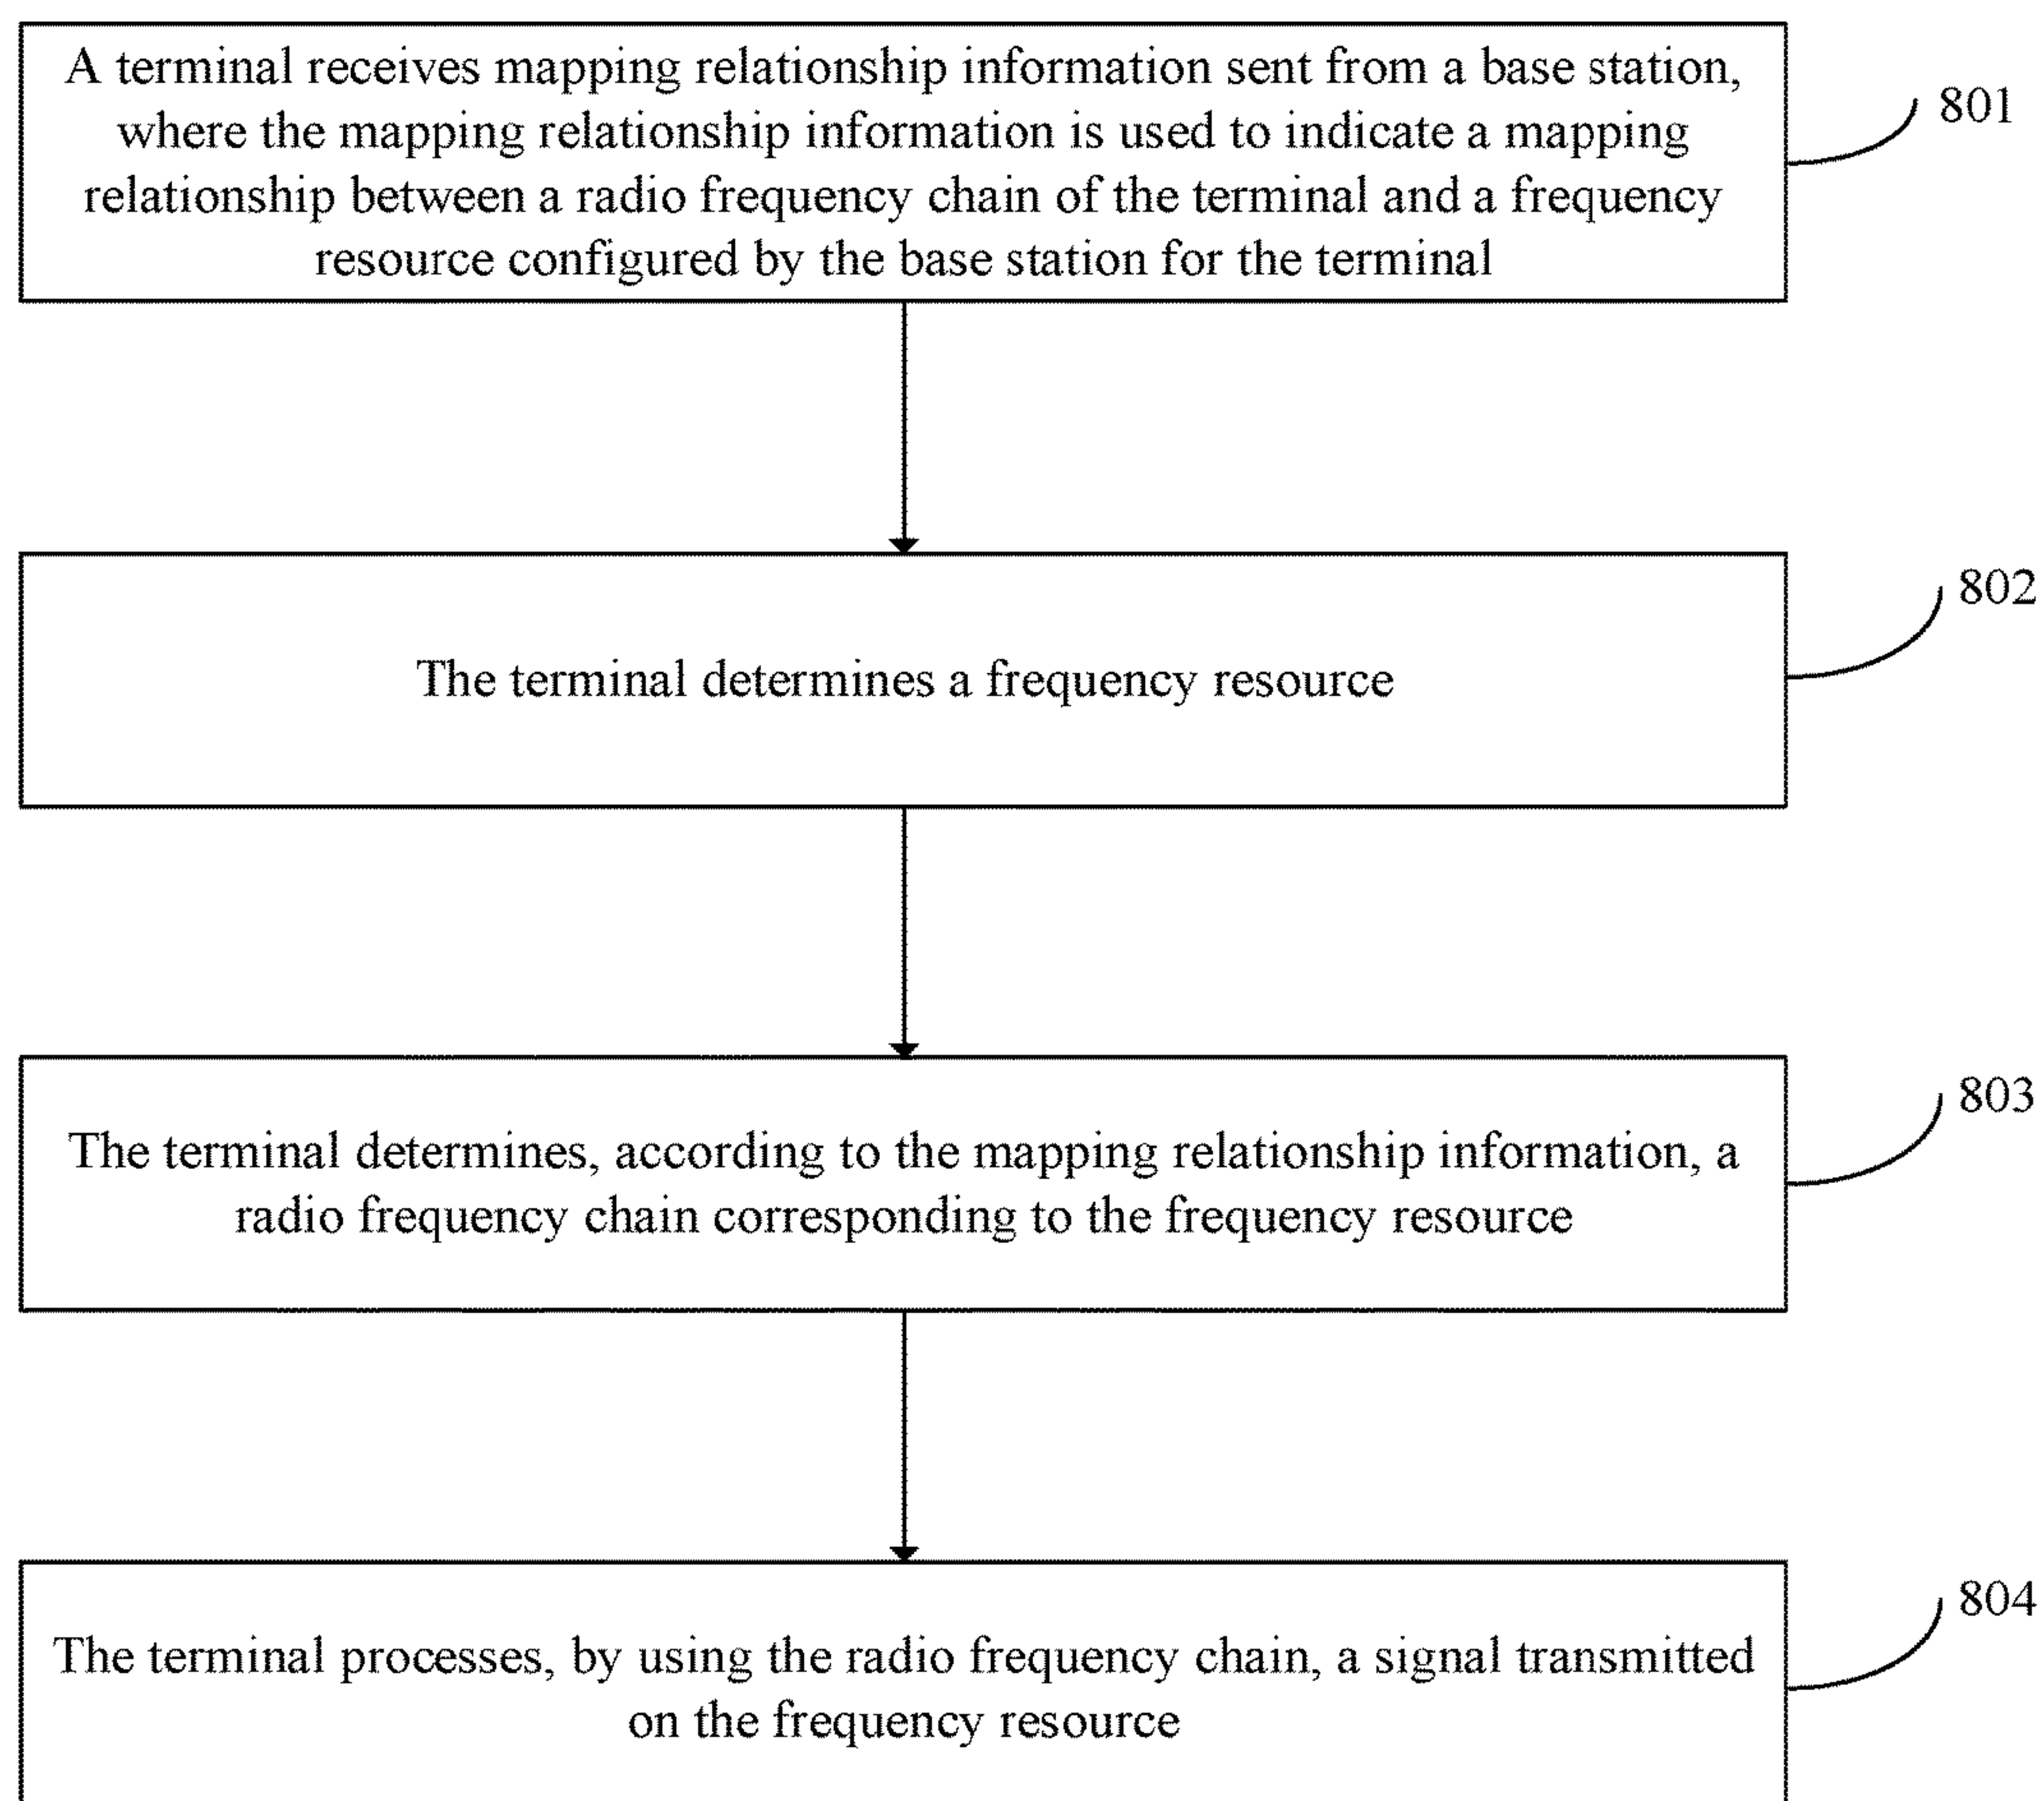 A terminal receives mapping relationship information sent from a base station,
where the mapping relationship information is used to indicate a mapping
relationship between a radio frequency chain of the terminal and a frequency
resource configured by the base station for the terminal
801
The terminal determines a frequency resource
802
The terminal determines, according to the mapping relationship information, a
radio frequency chain corresponding to the frequency resource
803
The terminal processes, by using the radio frequency chain, a signal transmitted
on the frequency resource
804